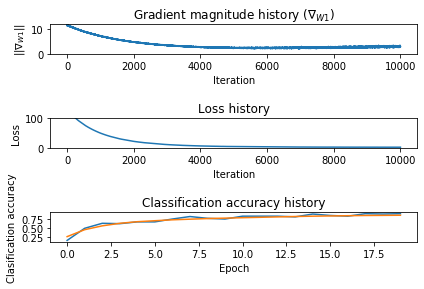 Gradient magnitude history (∇W1)
||∇W1||
10
0
0 2000 4000 6000 8000 10000
Iteration
Loss history
Loss
100
0
0 2000 4000 6000 8000 10000
Iteration
Classification accuracy history
Clasification accuracy
0.75
0.50
0.25
0.0 2.5 5.0 7.5 10.0 12.5 15.0 17.5
Epoch